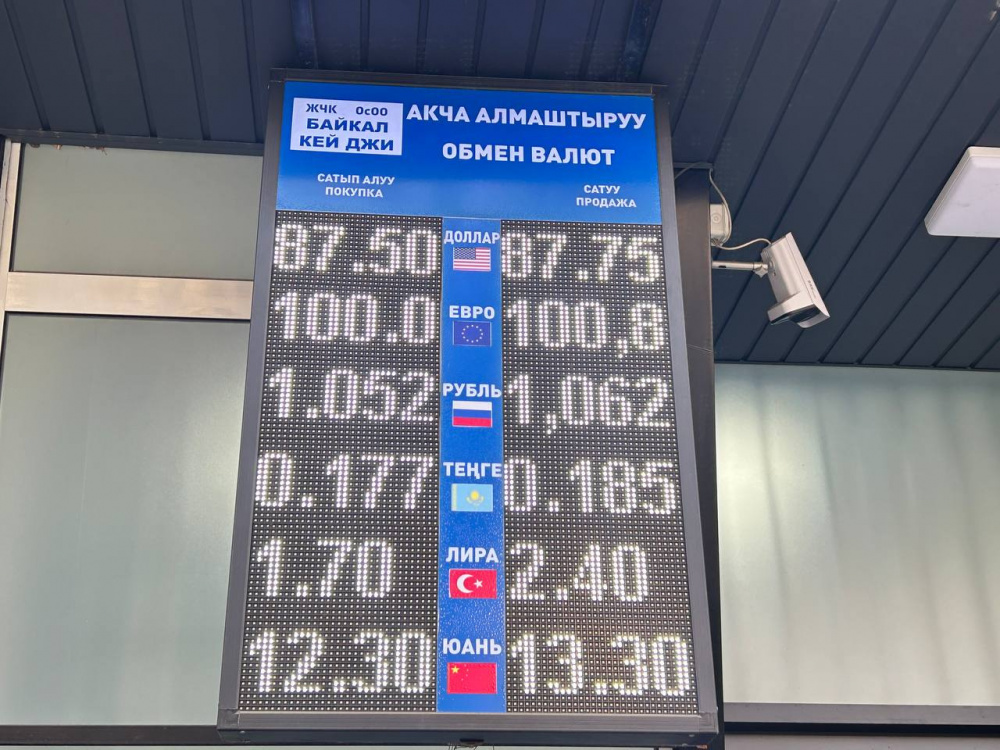 ЖЧК ОсОО
БАЙКАЛ
КЕЙ ДЖИ
АКЧА АЛМАШТЫРУУ
ОБМЕН ВАЛЮТ
САТЫП АЛУУ
ПОКУПКА
САТУУ
ПРОДАЖА
87.50 ДОЛЛАР 87.75
100.0 ЕВРО 100,8
1.052 РУБЛЬ 1,062
0.177 ТЕҢГЕ 0.185
1.70 ЛИРА 2.40
12.30 ЮАНЬ 13.30